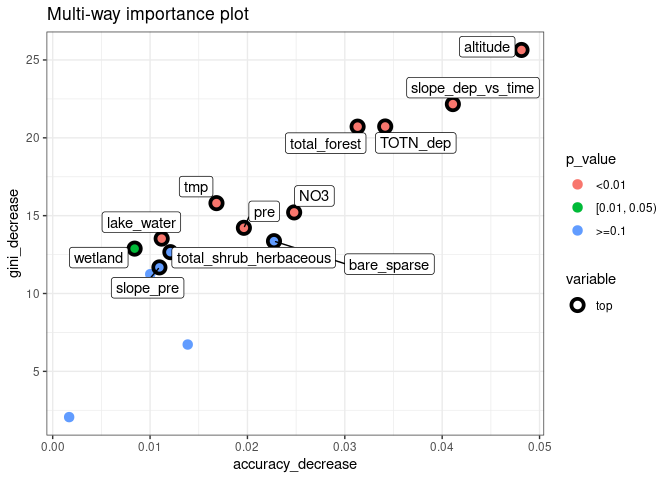 Multi-way importance plot
altitude
slope_dep_vs_time
total_forest
TOTN_dep
tmp
NO3
pre
lake_water
wetland
total_shrub_herbaceous
bare_sparse
slope_pre
25
20
15
10
5
gini_decrease
0.00
0.01
0.02
0.03
0.04
0.05
accuracy_decrease
p_value
<0.01
[0.01, 0.05)
>=0.1
variable
top